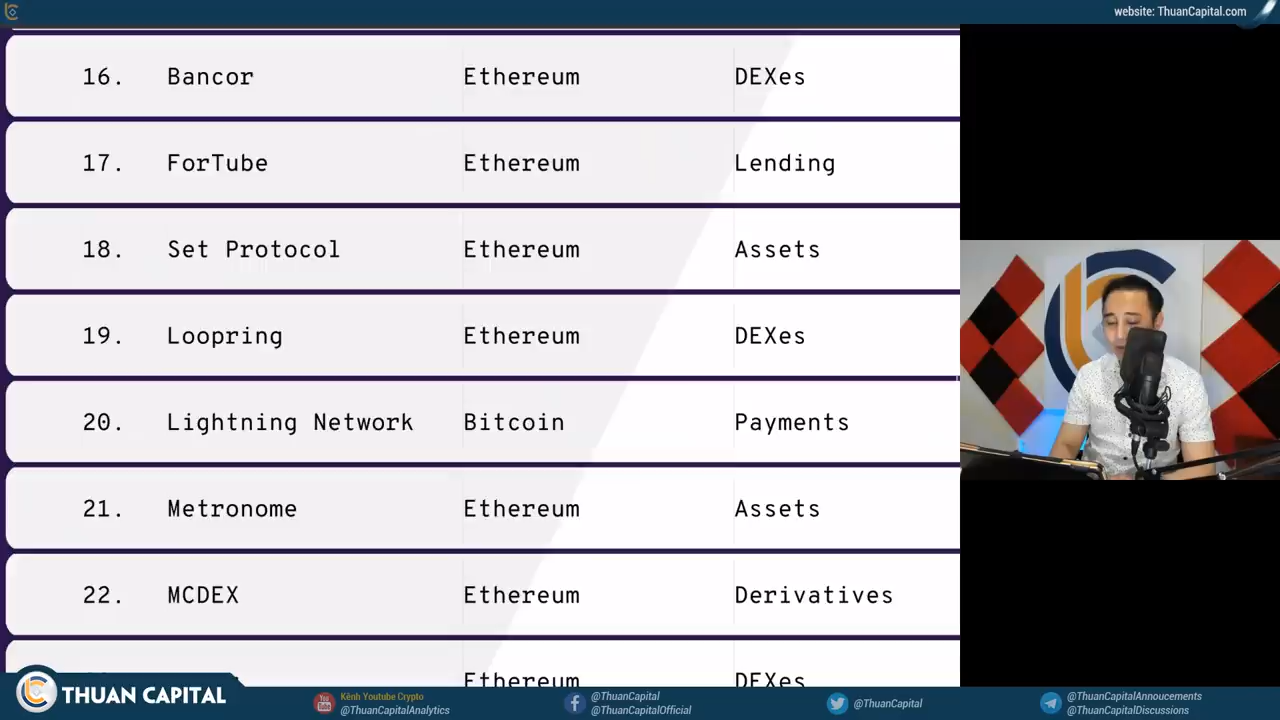 website: ThuanCapital.com
16. Bancor Ethereum DEXes
17. ForTube Ethereum Lending
18. Set Protocol Ethereum Assets
19. Loopring Ethereum DEXes
20. Lightning Network Bitcoin Payments
21. Metronome Ethereum Assets
22. MCDEX Ethereum Derivatives
Ethereum DEXes
THUAN CAPITAL
You Tube
Kênh Youtube Crypto
@ThuanCapitalAnalytics
@ThuanCapital
@ThuanCapitalOfficial
@ThuanCapital
@ThuanCapitalAnnoucements
@ThuanCapitalDiscussions